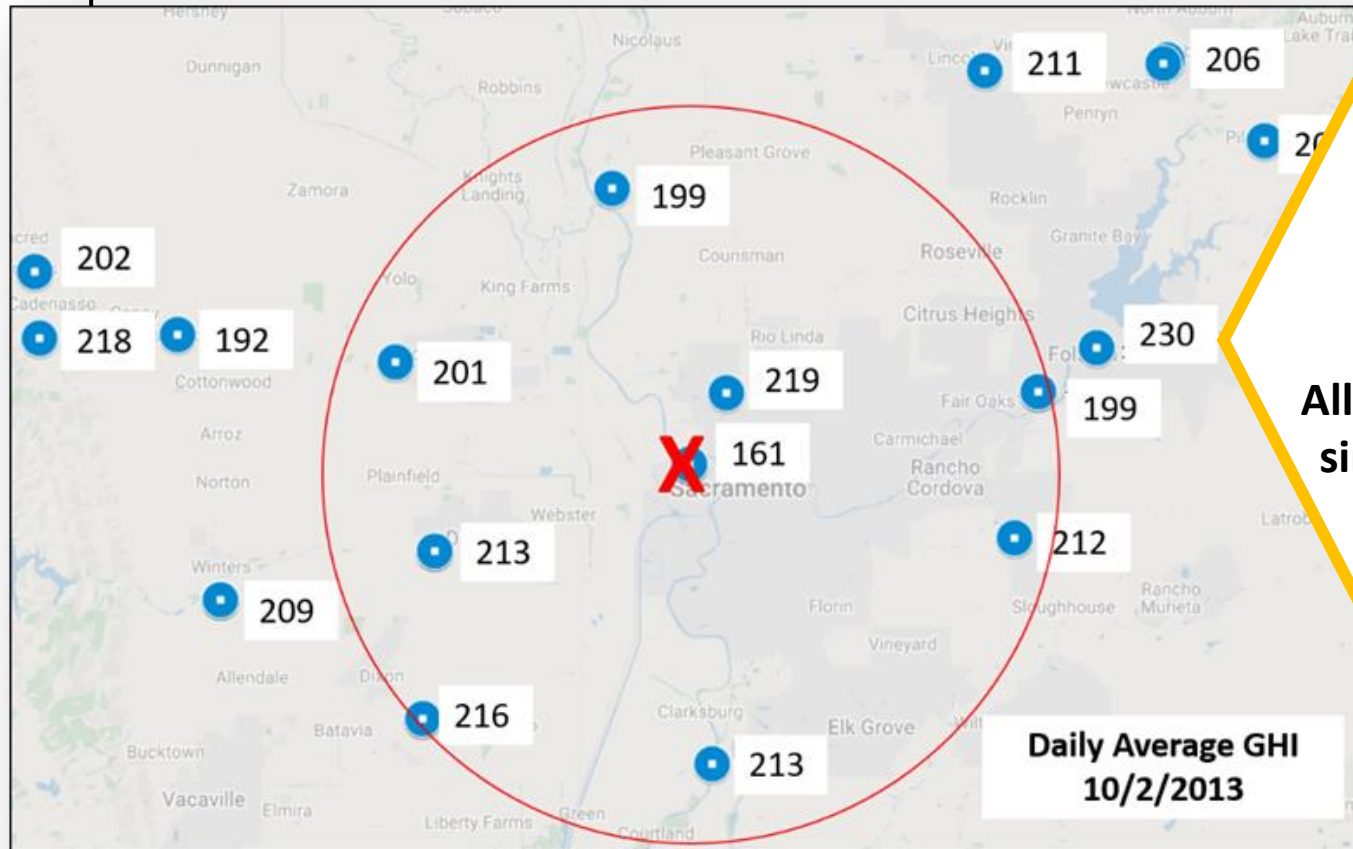 Nicolaus
Dunnigan
Robbins
211
206
Penryn
Pleasant Grove
Knights
Landing
Zamora
199
Rocklin
Granite Bay
Roseville
Counsman
202
Yolo
King Farms
Cadenasso
218
192
Citrus Heights
Rio Linda
230
Cottonwood
201
219
Fair Oaks
199
All
si
Arroz
Carmichael
X
161
Plainfield
Sacramento
Rancho
Cordova
Norton
Webster
213
212
Winters
209
Florin
Sloughhouse
Rancho
Murieta
Vineyard
Allendale
Dixon
216
Clarksburg
Batavia
Elk Grove
Bucktown
213
Daily Average GHI
10/2/2013
Vacaville
Elmira
Liberty Farms
Green
Courtland